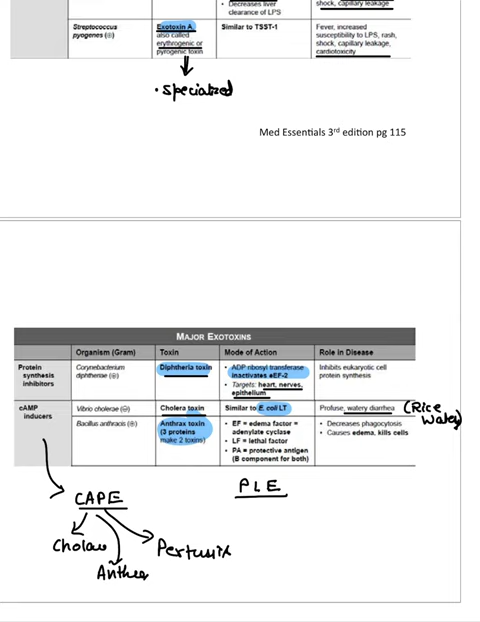 • Decreases liver
clearance of LPS
shock, capillary leakage
Streptococcus
pyogenes (⊕)
Exotoxin A
also called
erythrogenic or
pyrogenic toxin
Similar to TSST-1
Fever, increased
susceptibility to LPS, rash,
shock, capillary leakage,
cardiotoxicity
• specialized
Med Essentials 3rd edition pg 115
MAJOR EXOTOXINS
Organism (Gram) Toxin Mode of Action Role in Disease
Protein
synthesis
inhibitors
Corynebacterium
diphtheriae (⊕)
Diphtheria toxin
• ADP ribosyl transferase
inactivates eEF-2
• Targets: heart, nerves,
epithelium
Inhibits eukaryotic cell
protein synthesis
cAMP
inducers
Vibrio cholerae (⊖)
Cholera toxin
Similar to E. coli LT
Profuse, watery diarrhea
(Rice
Water)
Bacillus anthracis (⊕)
Anthrax toxin
(3 proteins
make 2 toxins)
• EF = edema factor =
adenylate cyclase
• LF = lethal factor
• PA = protective antigen
(B component for both)
• Decreases phagocytosis
• Causes edema, kills cells
PLE
CAPE